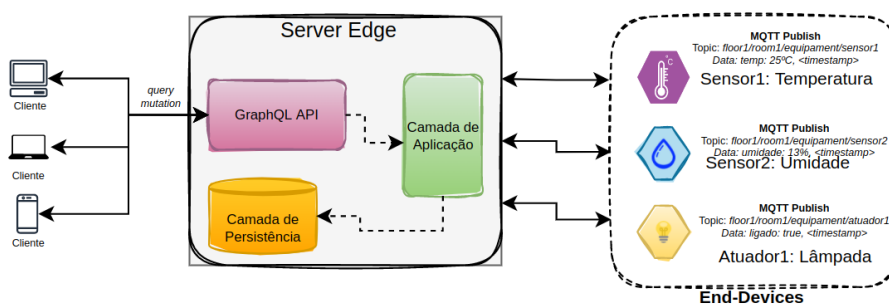 Server Edge
Cliente
Cliente
Cliente
query
mutation
GraphQL API
Camada de
Aplicação
Camada de
Persistência
MQTT Publish
Topic: floor1/room1/equipament/sensor1
Data: temp: 25ºC, <timestamp>
°C
Sensor1: Temperatura
MQTT Publish
Topic: floor1/room1/equipament/sensor2
Data: umidade: 13%, <timestamp>
Sensor2: Umidade
MQTT Publish
Topic: floor1/room1/equipament/atuador1
Data: ligado: true, <timestamp>
Atuador1: Lâmpada
End-Devices